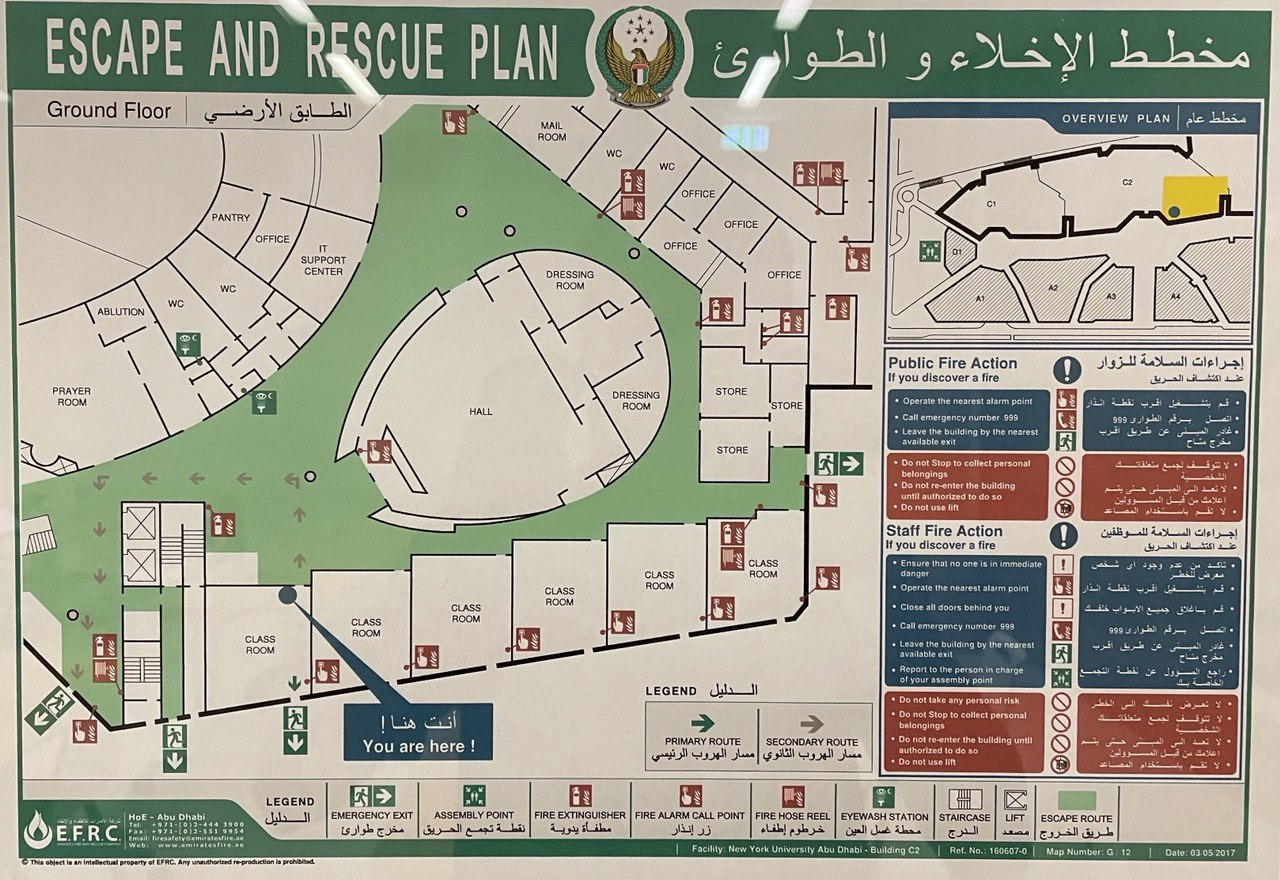 ESCAPE AND RESCUE PLAN
مخطط الإخلاء و الطوارئ
Ground Floor
الطابق الأرضي
MAIL ROOM
WC
WC
OFFICE
OFFICE
OFFICE
OFFICE
PANTRY
OFFICE
IT SUPPORT CENTER
WC
WC
ABLUTION
PRAYER ROOM
DRESSING ROOM
HALL
DRESSING ROOM
STORE
STORE
STORE
CLASS ROOM
CLASS ROOM
CLASS ROOM
CLASS ROOM
CLASS ROOM
CLASS ROOM
أنت هنا!
You are here !
OVERVIEW PLAN
مخطط عام
C1
C2
A1
A2
A3
A4
Public Fire Action
If you discover a fire
إجراءات السلامة للزوار
عند اكتشاف الحريق
• Operate the nearest alarm point
• Call emergency number 999
• Leave the building by the nearest
available exit
• قم بتشغيل أقرب نقطة انذار
• اتصل برقم الطوارئ 999
• غادر المبنى عن طريق اقرب
مخرج متاح
• Do not Stop to collect personal
belongings
• Do not re-enter the building
until authorized to do so
• Do not use lift
• لا تتوقف لجمع متعلقاتك
الشخصية
• لا تعد الى المبنى حتى يتم
اعلامك من قبل المسؤولين
• لا تقم باستخدام المصاعد
Staff Fire Action
If you discover a fire
إجراءات السلامة للموظفين
عند اكتشاف الحريق
• Ensure that no one is in immediate
danger
• Operate the nearest alarm point
• Close all doors behind you
• Call emergency number 999
• Leave the building by the nearest
available exit
• Report to the person in charge
of your assembly point
• تأكد من عدم وجود اي شخص
معرض للخطر
• قم بتشغيل أقرب نقطة إنذار
• قم باغلاق جميع الابواب خلفك
• اتصل برقم الطوارئ 999
• غادر المبنى عن طريق أقرب
مخرج متاح
• راجع المسوول عن نقطة التجمع
الخاصة بك
• Do not take any personal risk
• Do not Stop to collect personal
belongings
• Do not re-enter the building until
authorized to do so
• Do not use lift
• لا تعرض نفسك الى الخطر
• لا تتوقف لجمع متعلقاتك
الشخصية
• لا تعد الى المبنى حتى يتم
اعلامك من قبل المسؤولين
• لا تقم باستخدام المصاعد
LEGEND الدليل
PRIMARY ROUTE
مسار الهروب الرئيسي
SECONDARY ROUTE
مسار الهروب الثانوي
LEGEND
الدليل
EMERGENCY EXIT
مخرج طوارئ
ASSEMBLY POINT
نقطة تجمع الحريق
FIRE EXTINGUISHER
مطفأة يدوية
FIRE ALARM CALL POINT
زر إنذار
FIRE HOSE REEL
خرطوم إطفاء
EYEWASH STATION
محطة غسل العين
STAIRCASE
الدرج
LIFT
مصعد
ESCAPE ROUTE
طريق الخروج
EFRC.
HoE - Abu Dhabi
Tel: +971-(0)2-444 3900
Fax: +971-(0)2-551 9954
Email: firesafety@emiratesfire.ae
Web: www.emiratesfire.ae
Facility: New York University Abu Dhabi - Building C2
Ref. No.: 160607-0
Map Number: G : 12
Date: 03/05/2017
© This object is an intellectual property of EFRC. Any unauthorized re-production is prohibited.